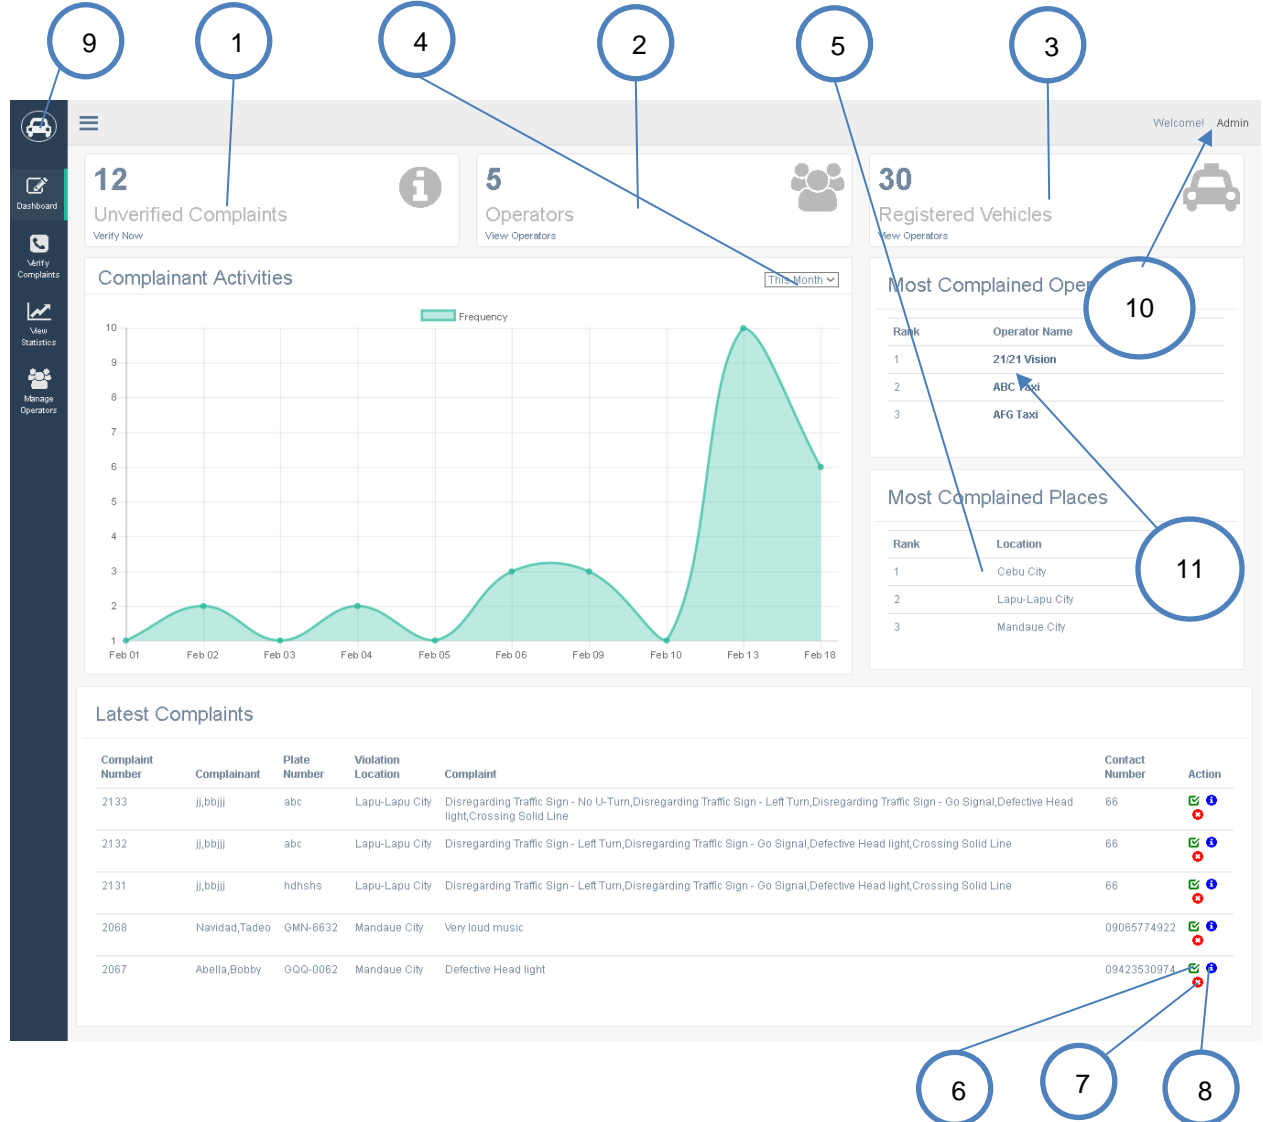 9
1
4
2
5
3
Welcome! Admin
12
Unverified Complaints
Verify Now
5
Operators
View Operators
30
Registered Vehicles
View Operators
Dashboard
Verify
Complaints
View
Statistics
Manage
Operators
Complainant Activities
This Month
Frequency
10
9
8
7
6
5
4
3
2
1
Feb 01 Feb 02 Feb 03 Feb 04 Feb 05 Feb 06 Feb 09 Feb 10 Feb 13 Feb 18
Most Complained Oper
10
Rank Operator Name
1 21/21 Vision
2 ABC Taxi
3 AFG Taxi
Most Complained Places
Rank Location
1 Cebu City
2 Lapu-Lapu City
3 Mandaue City
11
Latest Complaints
Complaint Number Complainant Plate Number Violation Location Complaint Contact Number Action
2133 jj,bbjjj abc Lapu-Lapu City Disregarding Traffic Sign - No U-Turn,Disregarding Traffic Sign - Left Turn,Disregarding Traffic Sign - Go Signal,Defective Head 66
light,Crossing Solid Line
2132 jj,bbjjj abc Lapu-Lapu City Disregarding Traffic Sign - Left Turn,Disregarding Traffic Sign - Go Signal,Defective Head light,Crossing Solid Line 66
2131 jj,bbjjj hdhshs Lapu-Lapu City Disregarding Traffic Sign - Left Turn,Disregarding Traffic Sign - Go Signal,Defective Head light,Crossing Solid Line 66
2068 Navidad,Tadeo GMN-6632 Mandaue City Very loud music 09065774922
2067 Abella,Bobby GQQ-0062 Mandaue City Defective Head light 09423530974
6
7
8